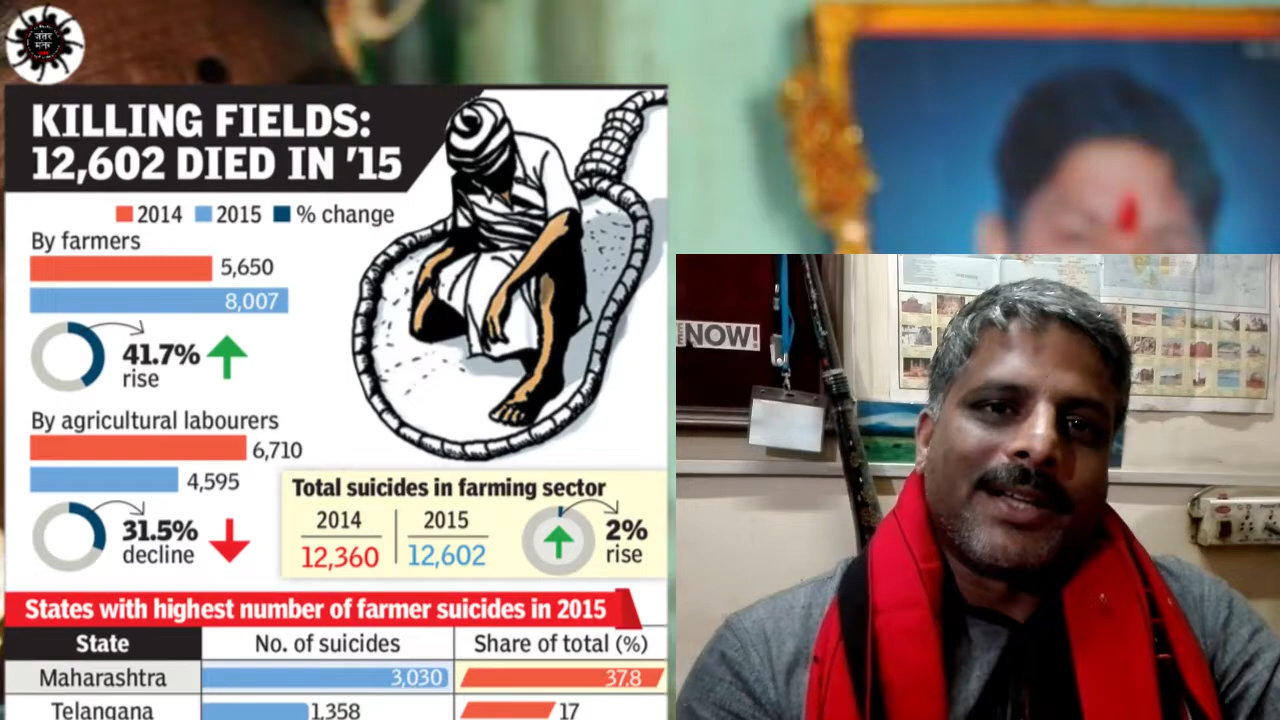 जंतर
मंतर
KILLING FIELDS:
12,602 DIED IN '15
2014 2015 % change
By farmers
5,650
8,007
41.7%
rise
By agricultural labourers
6,710
4,595
31.5%
decline
Total suicides in farming sector
2014 2015
12,360 12,602
2%
rise
States with highest number of farmer suicides in 2015
State No. of suicides Share of total (%)
Maharashtra 3,030 37.8
Telangana 1,358 17
NOW!